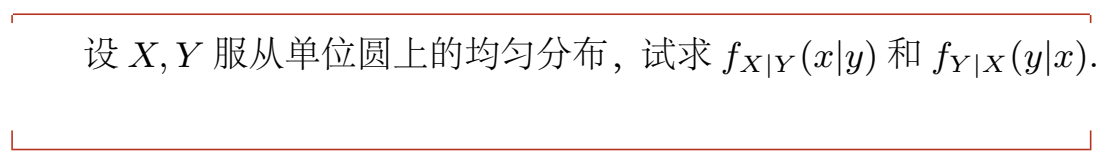 设 X, Y 服从单位圆上的均匀分布, 试求 f_{X|Y}(x|y) 和 f_{Y|X}(y|x).